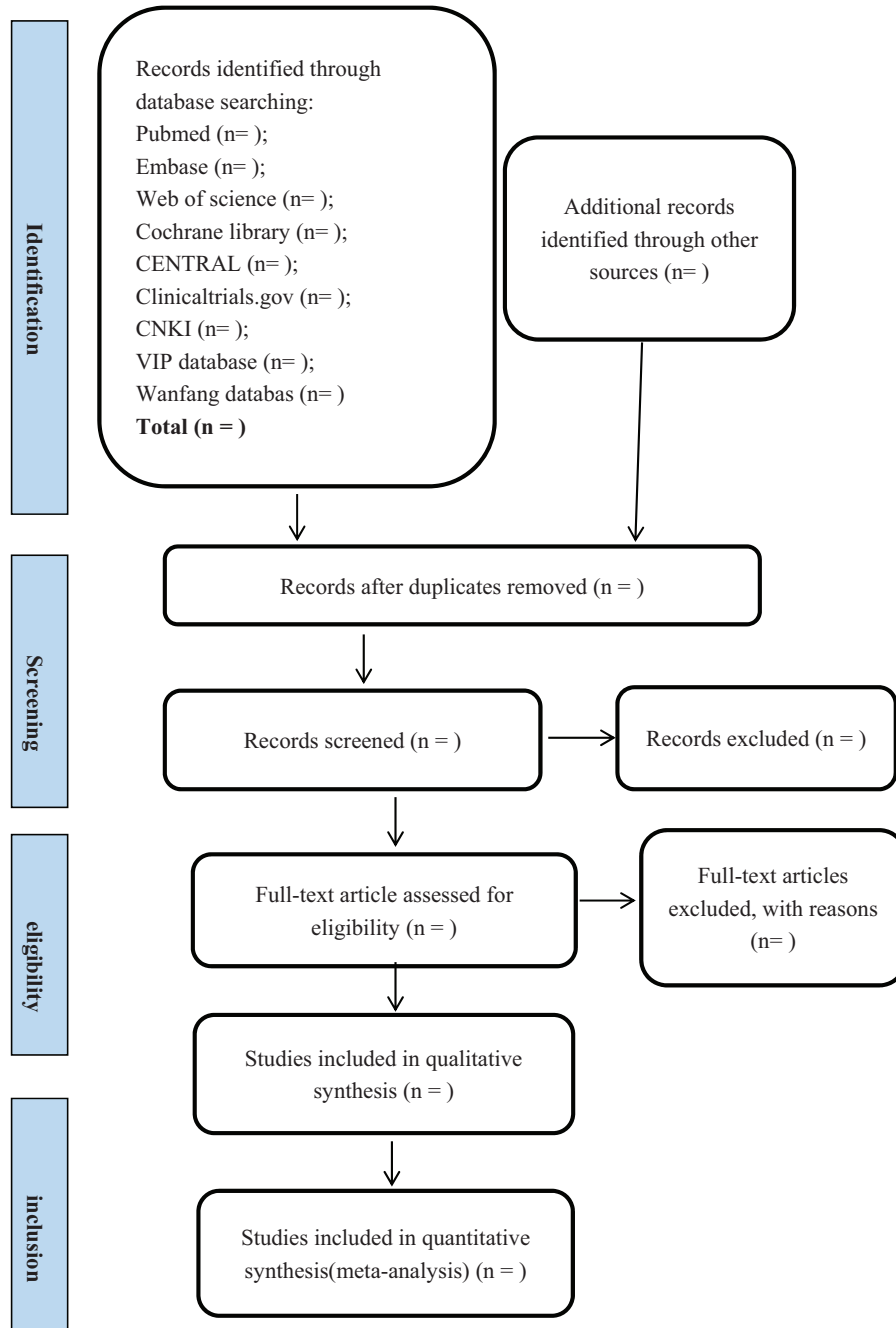 Identification
Records identified through
database searching:
Pubmed (n= );
Embase (n= );
Web of science (n= );
Cochrane library (n= );
CENTRAL (n= );
Clinicaltrials.gov (n= );
CNKI (n= );
VIP database (n= );
Wanfang databas (n= )
Total (n = )
Additional records
identified through other
sources (n= )
Screening
Records after duplicates removed (n = )
Records screened (n = )
Records excluded (n = )
eligibility
Full-text article assessed for
eligibility (n = )
Full-text articles
excluded, with reasons
(n= )
Studies included in qualitative
synthesis (n = )
inclusion
Studies included in quantitative
synthesis(meta-analysis) (n = )